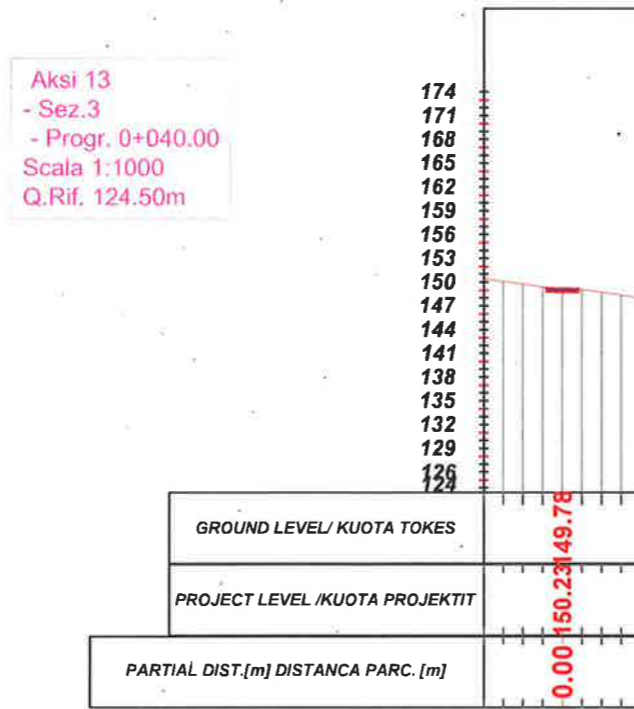 Aksi 13
- Sez.3
- Progr. 0+040.00
Scala 1:1000
Q.Rif. 124.50m
174
171
168
165
162
159
156
153
150
147
144
141
138
135
132
129
126
124
GROUND LEVEL/ KUOTA TOKES
149.78
PROJECT LEVEL /KUOTA PROJEKTIT
150.23
PARTIAL DIST.[m] DISTANCA PARC. [m]
0.00